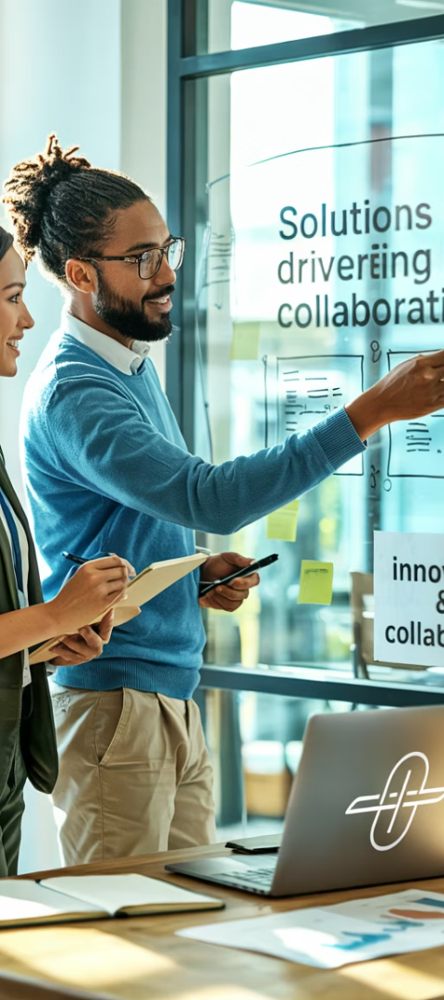 Solutions
driverEing
collaborati
innov
&
collab